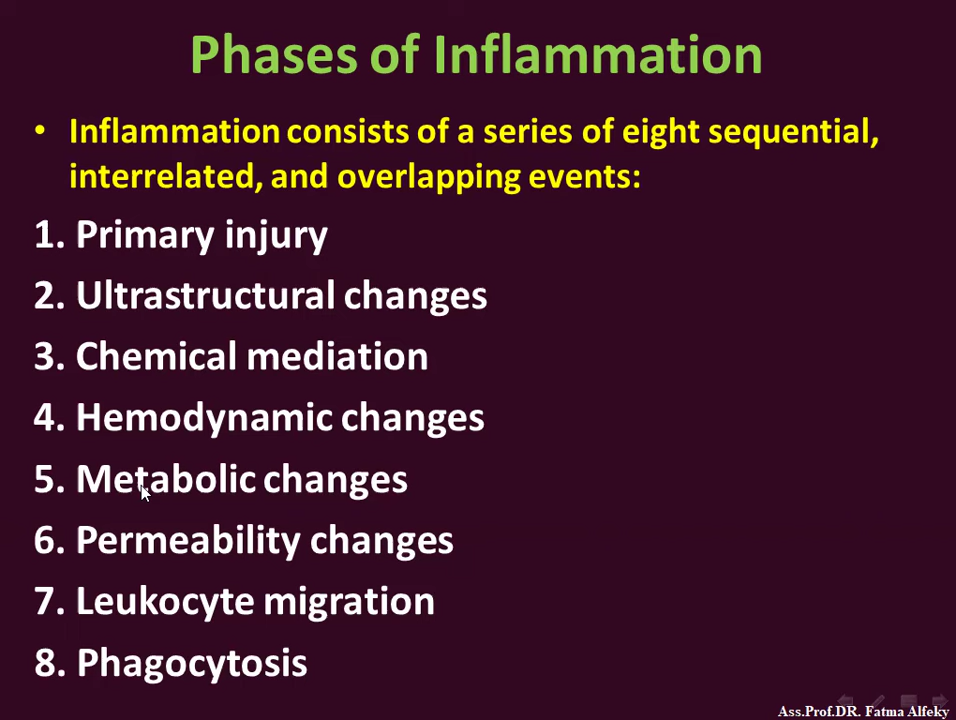 Phases of Inflammation
• Inflammation consists of a series of eight sequential,
interrelated, and overlapping events:
1. Primary injury
2. Ultrastructural changes
3. Chemical mediation
4. Hemodynamic changes
5. Metabolic changes
6. Permeability changes
7. Leukocyte migration
8. Phagocytosis
Ass.Prof.DR. Fatma Alfeky